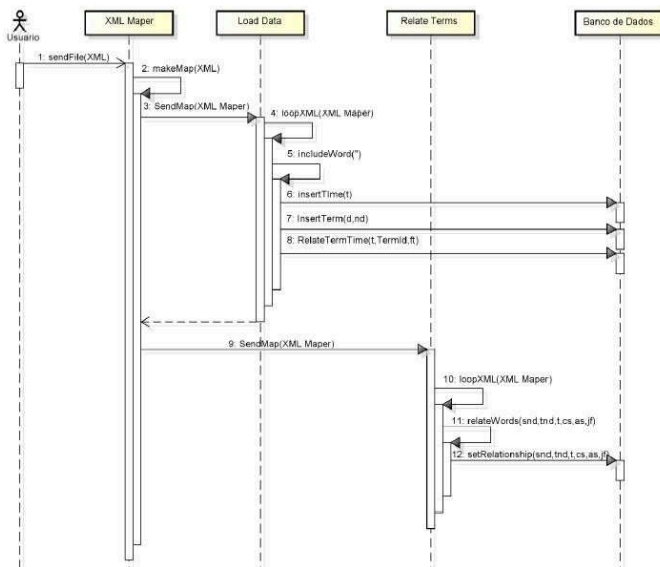 XML Maper
Load Data
Relate Terms
Banco de Dados
Usuario
1: sendFile(XML)
2: makeMap(XML)
3: SendMap(XML Maper)
4: loopXML(XML Maper)
5: includeWord('')
6: insertTIme(t)
7: InsertTerm(d,nd)
8: RelateTermTime(t,TermId,ft)
9: SendMap(XML Maper)
10: loopXML(XML Maper)
11: relateWords(snd,tnd,t,cs,as,jf)
12: setRelationship(snd,tnd,t,cs,as,jf)